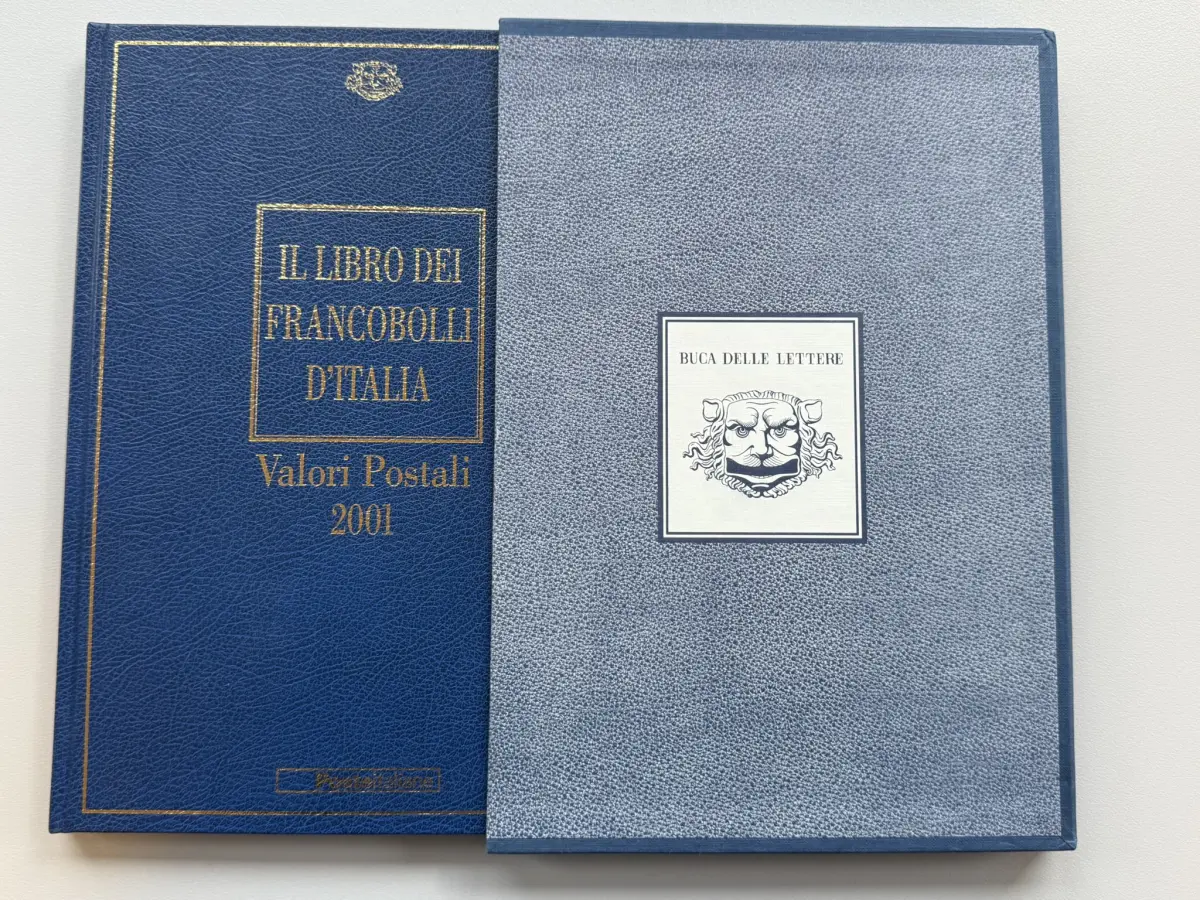 IL LIBRO DEI
FRANCOBOLLI
D'ITALIA
Valori Postali
2001
Posteitaliane
BUCA DELLE LETTERE